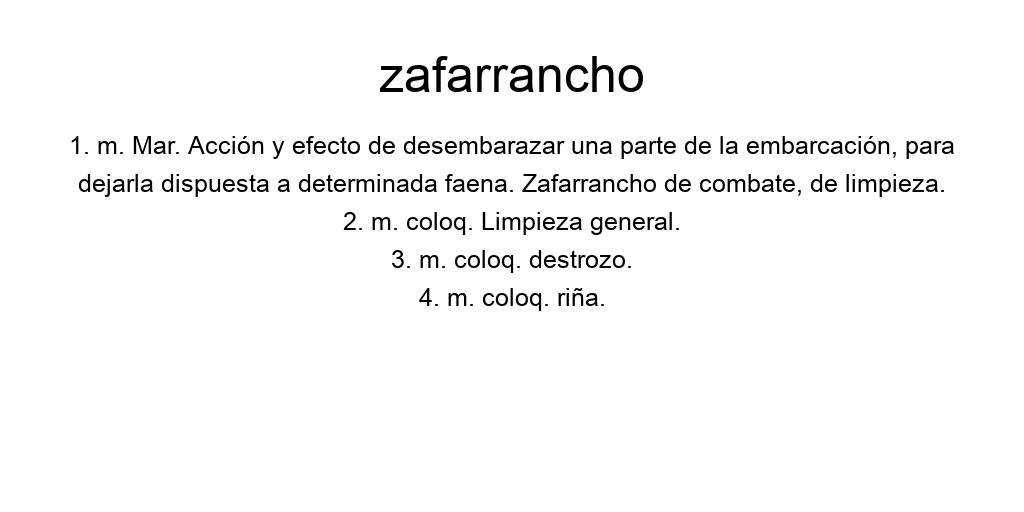 zafarrancho
1. m. Mar. Acción y efecto de desembarazar una parte de la embarcación, para
dejarla dispuesta a determinada faena. Zafarrancho de combate, de limpieza.
2. m. coloq. Limpieza general.
3. m. coloq. destrozo.
4. m. coloq. riña.